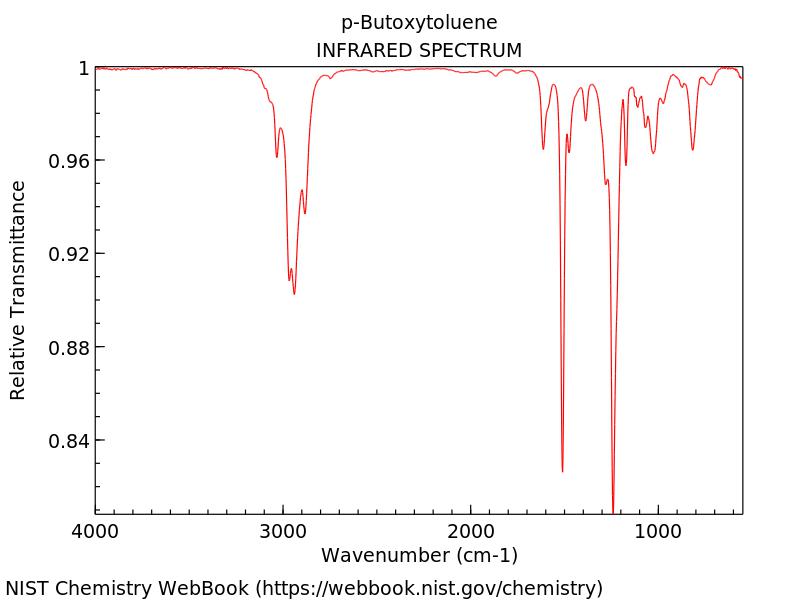 p-Butoxytoluene
INFRARED SPECTRUM
1
0.96
0.92
0.88
0.84
Relative Transmittance
4000 3000 2000 1000
Wavenumber (cm-1)
NIST Chemistry WebBook (https://webbook.nist.gov/chemistry)